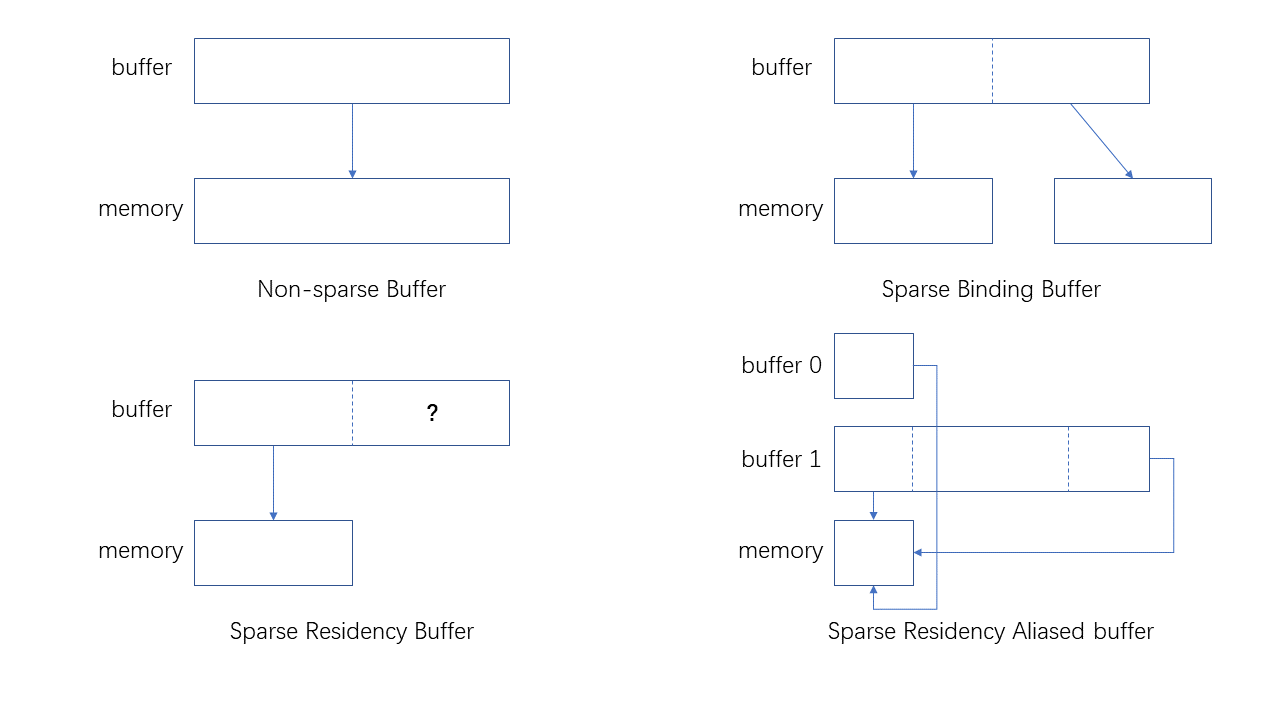 buffer
memory
Non-sparse Buffer
buffer
memory
Sparse Binding Buffer
buffer
?
memory
Sparse Residency Buffer
buffer 0
buffer 1
memory
Sparse Residency Aliased buffer